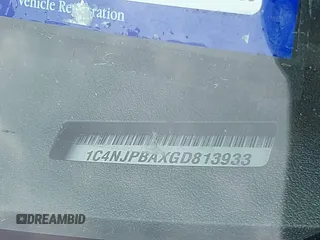 Vehicle Registration
1C4NJPBAXGD813933
DREAMBID